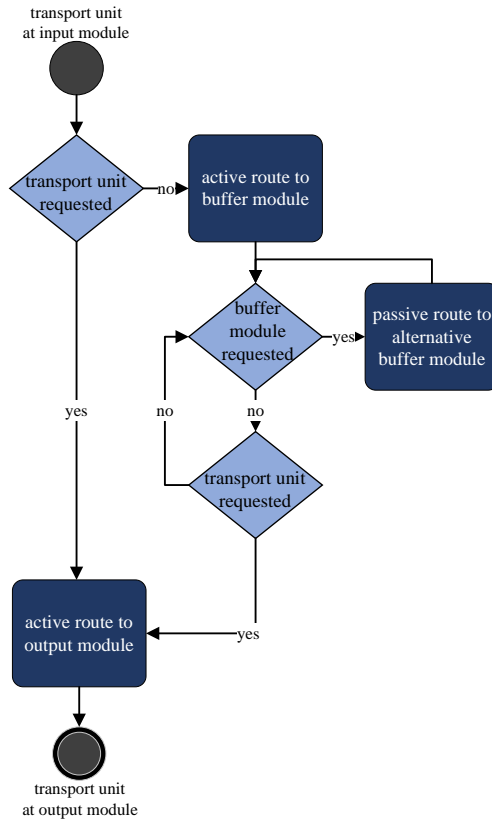 transport unit
at input module
transport unit
requested
no
active route to
buffer module
buffer
module
requested
yes
passive route to
alternative
buffer module
yes
no
no
transport unit
requested
active route to
output module
yes
transport unit
at output module